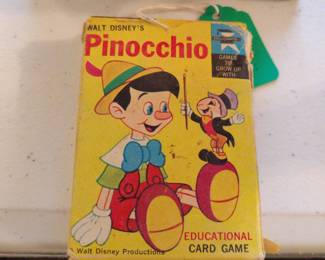 WALT DISNEY'S
Pinocchio
GAMES
TO
GROW UP
WITH
Walt Disney Productions
EDUCATIONAL
CARD GAME